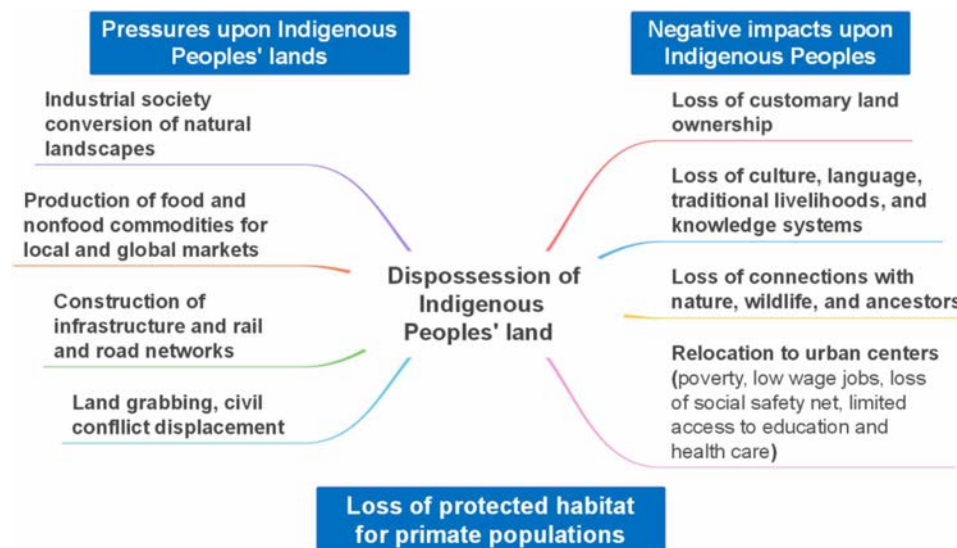 Pressures upon Indigenous
Peoples' lands
Industrial society
conversion of natural
landscapes
Production of food and
nonfood commodities for
local and global markets
Construction of
infrastructure and rail
and road networks
Land grabbing, civil
confllict displacement
Dispossession of
Indigenous
Peoples' land
Negative impacts upon
Indigenous Peoples
Loss of customary land
ownership
Loss of culture, language,
traditional livelihoods, and
knowledge systems
Loss of connections with
nature, wildlife, and ancestors
Relocation to urban centers
(poverty, low wage jobs, loss
of social safety net, limited
access to education and
health care)
Loss of protected habitat
for primate populations